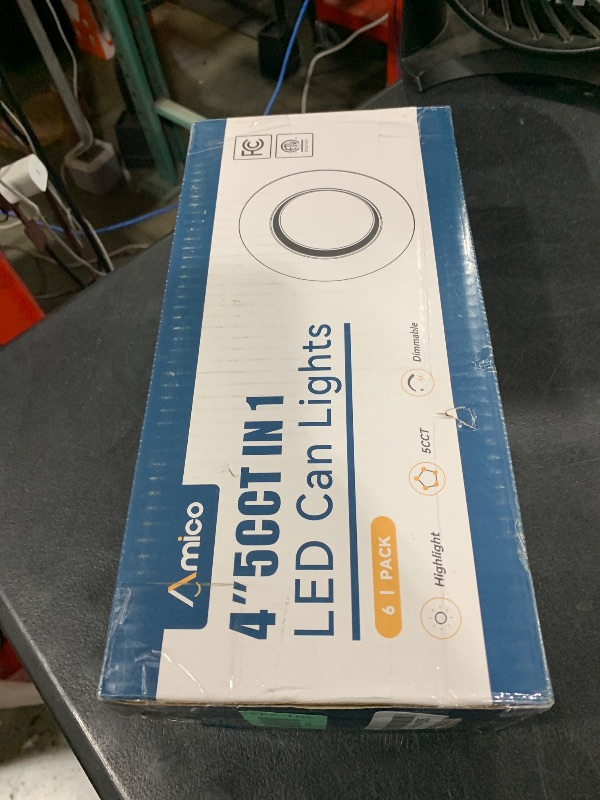 FC
Amico
4"5CCT IN 1
LED Can Lights
6 | PACK
Highlight
5CCT
Dimmable